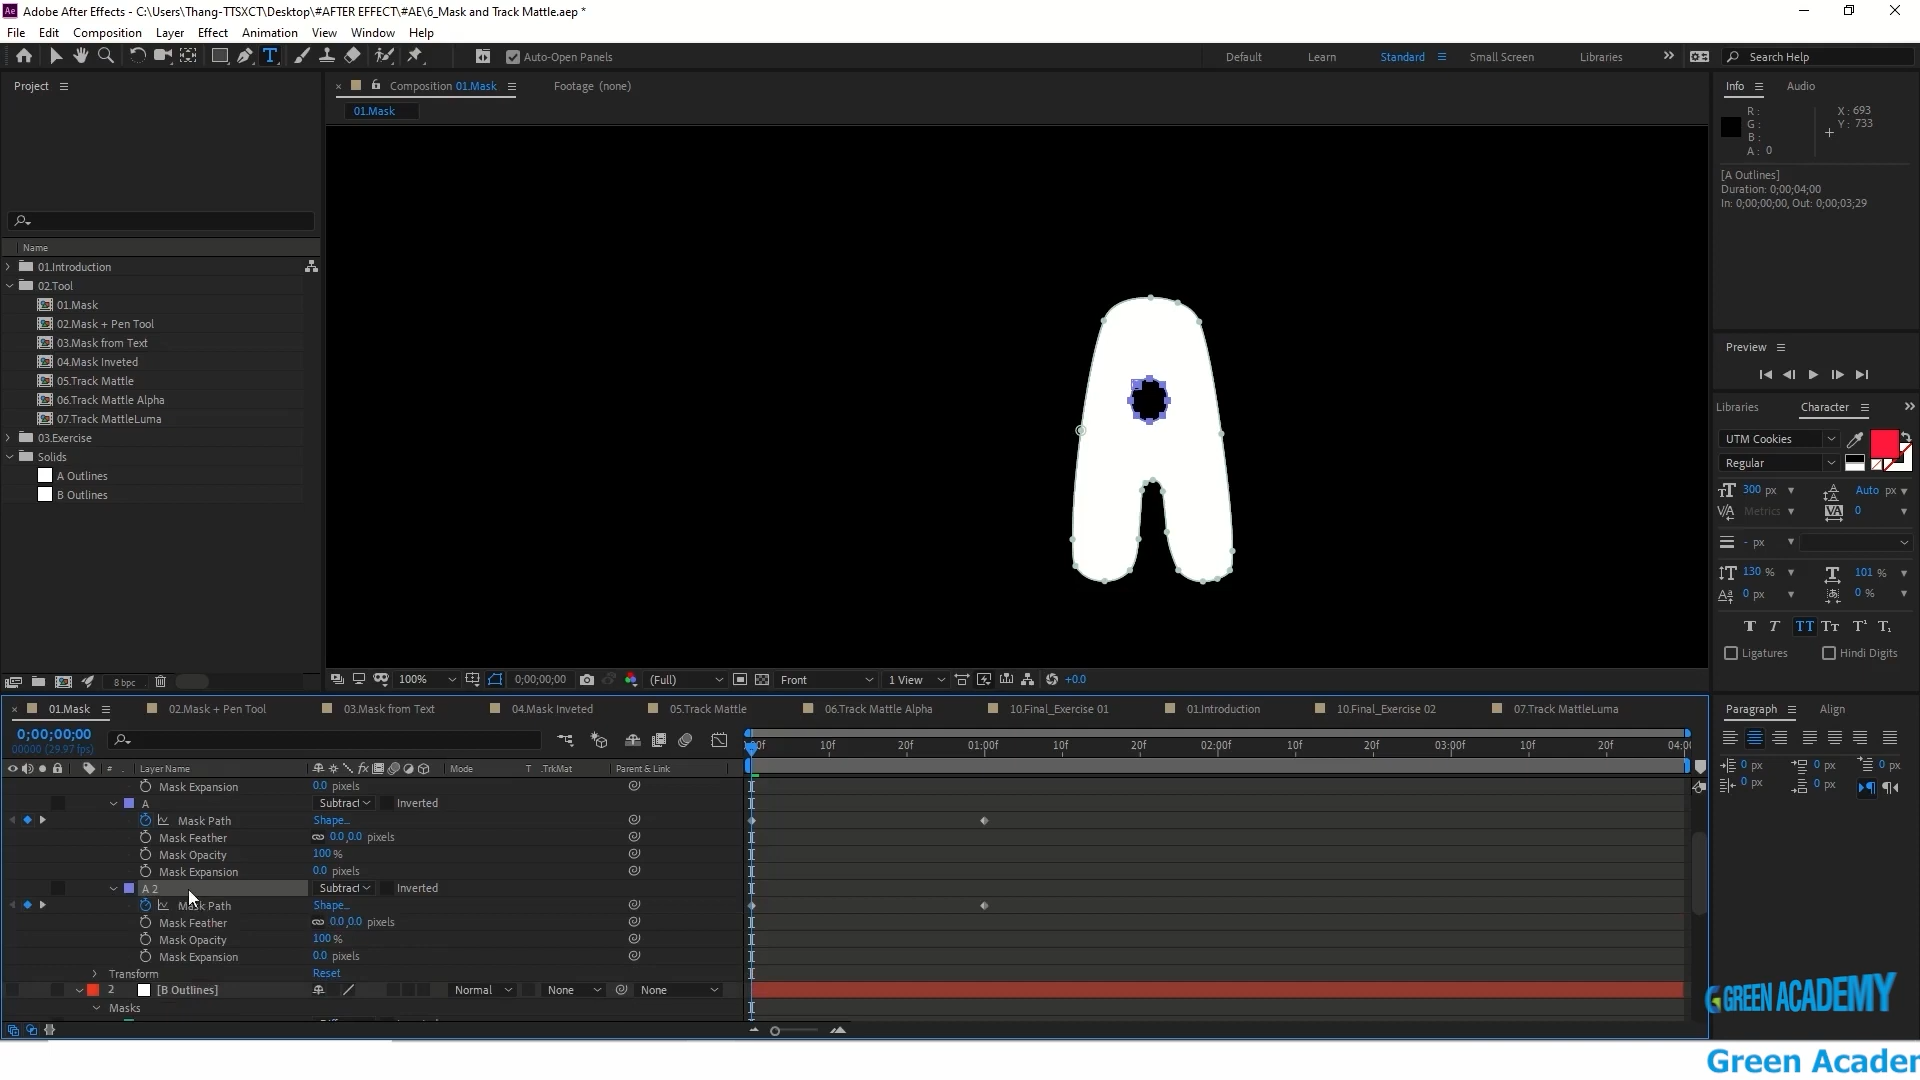 Adobe After Effects - C:\Users\Thang-TTSXCT\Desktop\#AFTER EFFECT\#AE\6_Mask and Track Mattle.aep *
File Edit Composition Layer Effect Animation View Window Help
Auto-Open Panels Default Learn Standard Small Screen Libraries Search Help
Project
Composition 01.Mask Footage (none)
01.Mask
Name
01.Introduction
02.Tool
01.Mask
02.Mask + Pen Tool
03.Mask from Text
04.Mask Inveted
05.Track Mattle
06.Track Mattle Alpha
07.Track MattleLuma
03.Exercise
Solids
A Outlines
B Outlines
8 bpc
100% 0;00;00;00 (Full) Front 1 View +0.0
Info Audio
R : X : 693
G : Y : 733
B :
A : 0
[A Outlines]
Duration: 0;00;04;00
In: 0;00;00;00, Out: 0;00;03;29
Preview
Libraries Character
UTM Cookies
Regular
300 px Auto px
Metrics 0
- px
130 % 101 %
0 px 0 %
Ligatures Hindi Digits
Paragraph Align
0 px 0 px 0 px
0 px 0 px
01.Mask 02.Mask + Pen Tool 03.Mask from Text 04.Mask Inveted 05.Track Mattle 06.Track Mattle Alpha 10.Final_Exercise 01 01.Introduction 10.Final_Exercise 02 07.Track MattleLuma
0;00;00;00
00000 (29.97 fps)
10f 20f 01:00f 10f 20f 02:00f 10f 20f 03:00f 10f 20f
# Layer Name Mode T .TrkMat Parent & Link
Mask Expansion 0.0 pixels
A Subtract Inverted
Mask Path Shape...
Mask Feather 0.0,0.0 pixels
Mask Opacity 100 %
Mask Expansion 0.0 pixels
A 2 Subtract Inverted
Mask Path Shape...
Mask Feather 0.0,0.0 pixels
Mask Opacity 100 %
Mask Expansion 0.0 pixels
Transform Reset
2 [B Outlines] Normal None None
Masks
GREEN ACADEMY
Green Acader